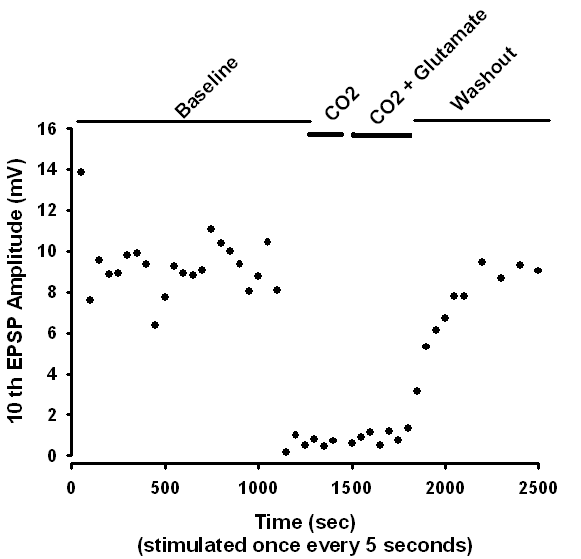 Baseline
CO2
CO2 + Glutamate
Washout
10 th EPSP Amplitude (mV)
16
14
12
10
8
6
4
2
0
0 500 1000 1500 2000 2500
Time (sec)
(stimulated once every 5 seconds)